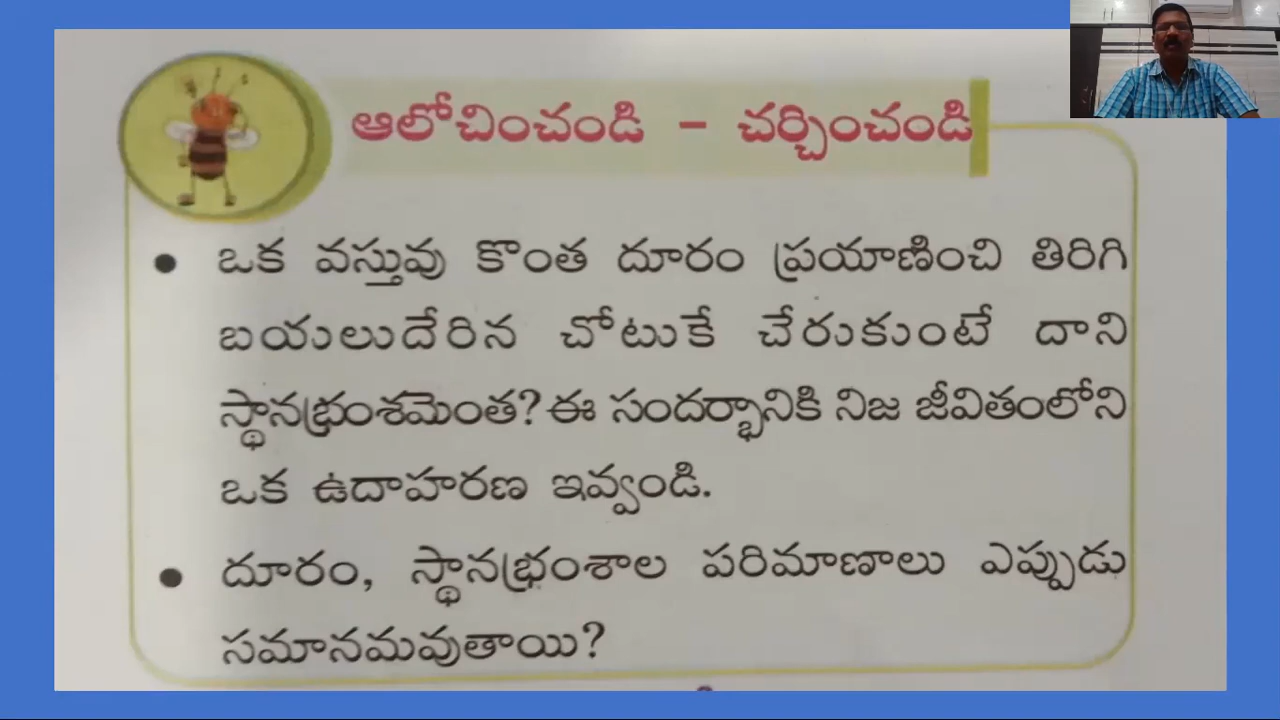 ఆలోచించండి - చర్చించండి
• ఒక వస్తువు కొంత దూరం ప్రయాణించి తిరిగి
బయలుదేరిన చోటుకే చేరుకుంటే దాని
స్థానభ్రంశమెంత? ఈ సందర్భానికి నిజ జీవితంలోని
ఒక ఉదాహరణ ఇవ్వండి.
• దూరం, స్థానభ్రంశాల పరిమాణాలు ఎప్పుడు
సమానమవుతాయి?